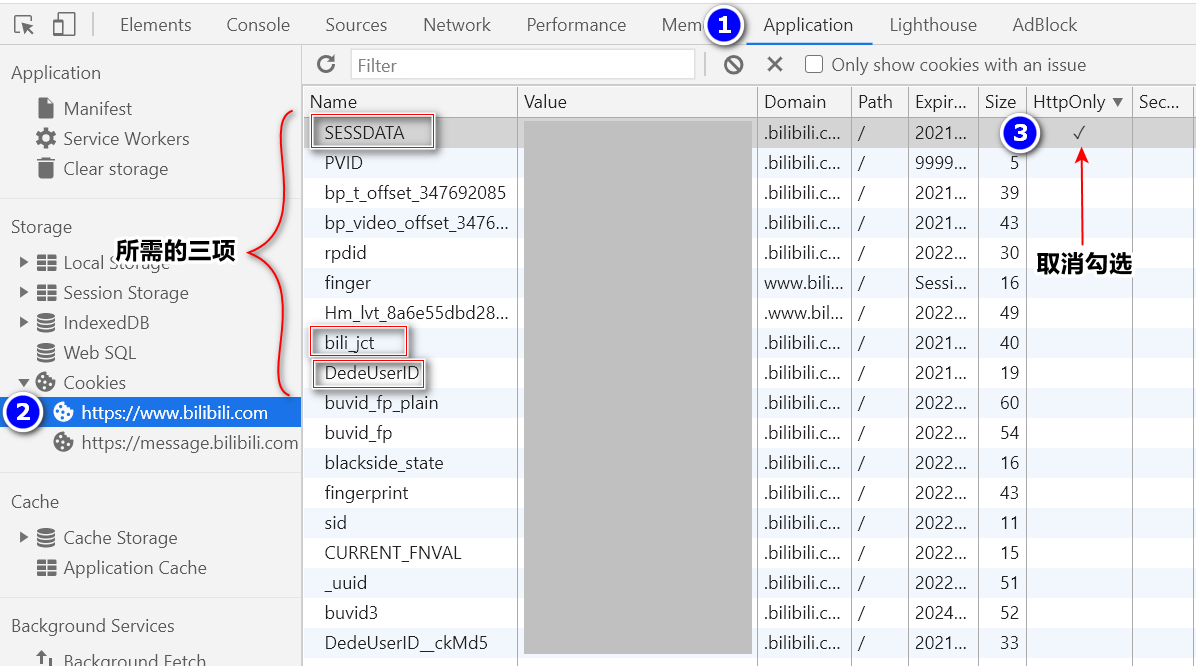 Elements Console Sessions Network Performance Mem 1 Application Lighthouse AdBlock
Application
Manifest
Service Workers
Clear storage
Storage
Local Storage
Session Storage
IndexedDB
Web SQL
Cookies
2 https://www.bilibili.com
https://message.bilibili.com
Cache
Cache Storage
Application Cache
Background Services
Background Fetch
所需的三项
Filter Only show cookies with an issue
Name Value Domain Path Expir... Size HttpOnly ▼ Sec...
SESSDATA .bilibili.c... / 2021... 3 ✓
PVID .bilibili.c... / 9999... 5
bp_t_offset_347692085 .bilibili.c... / 2021... 39
bp_video_offset_3476... .bilibili.c... / 2021... 43
rpdid .bilibili.c... / 2022... 30
取消勾选
finger www.bili... / Sessi... 16
Hm_lvt_8a6e55dbd28... .www.bil... / 2022... 49
bili_jct .bilibili.c... / 2021... 40
DedeUserID .bilibili.c... / 2021... 19
buvid_fp_plain .bilibili.c... / 2022... 60
buvid_fp .bilibili.c... / 2022... 54
blackside_state .bilibili.c... / 2022... 16
fingerprint .bilibili.c... / 2022... 43
sid .bilibili.c... / 2022... 11
CURRENT_FNVAL .bilibili.c... / 2022... 15
_uuid .bilibili.c... / 2022... 51
buvid3 .bilibili.c... / 2024... 52
DedeUserID__ckMd5 .bilibili.c... / 2021... 33